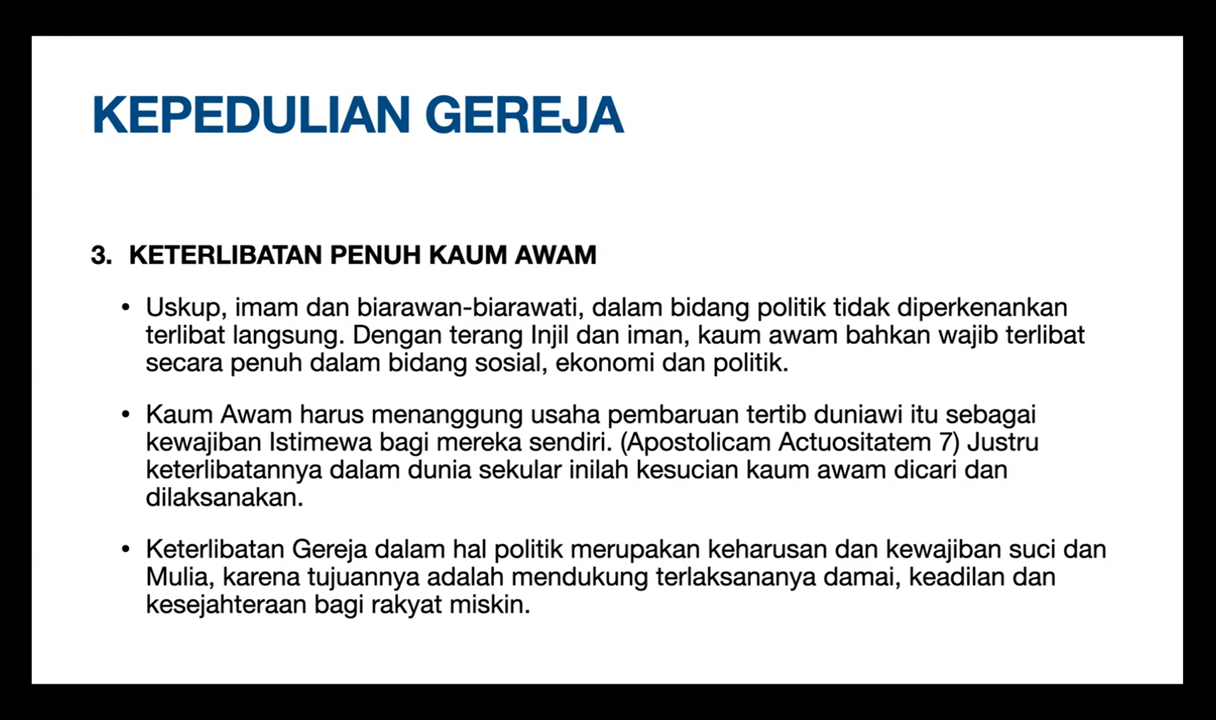 KEPEDULIAN GEREJA
3. KETERLIBATAN PENUH KAUM AWAM
• Uskup, imam dan biarawan-biarawati, dalam bidang politik tidak diperkenankan
terlibat langsung. Dengan terang Injil dan iman, kaum awam bahkan wajib terlibat
secara penuh dalam bidang sosial, ekonomi dan politik.
• Kaum Awam harus menanggung usaha pembaruan tertib duniawi itu sebagai
kewajiban Istimewa bagi mereka sendiri. (Apostolicam Actuositatem 7) Justru
keterlibatannya dalam dunia sekular inilah kesucian kaum awam dicari dan
dilaksanakan.
• Keterlibatan Gereja dalam hal politik merupakan keharusan dan kewajiban suci dan
Mulia, karena tujuannya adalah mendukung terlaksananya damai, keadilan dan
kesejahteraan bagi rakyat miskin.